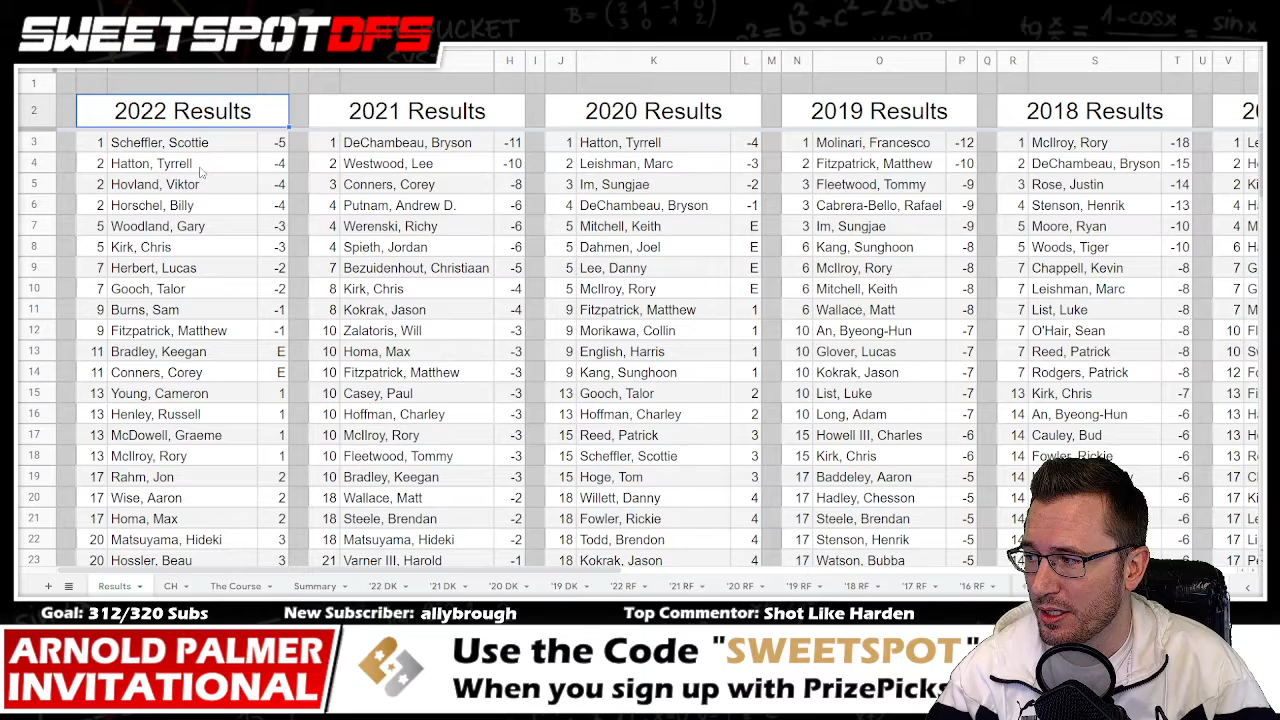 SWEETSPOTDFS
H I J K L M N O P Q R S T U V
1
2 2022 Results 2021 Results 2020 Results 2019 Results 2018 Results
3 1 Scheffler, Scottie -5 1 DeChambeau, Bryson -11 1 Hatton, Tyrrell -4 1 Molinari, Francesco -12 1 McIlroy, Rory -18 1
4 2 Hatton, Tyrrell -4 2 Westwood, Lee -10 2 Leishman, Marc -3 2 Fitzpatrick, Matthew -10 2 DeChambeau, Bryson -15 2
5 2 Hovland, Viktor -4 3 Conners, Corey -8 3 Im, Sungjae -2 3 Fleetwood, Tommy -9 3 Rose, Justin -14 2
6 2 Horschel, Billy -4 4 Putnam, Andrew D. -6 4 DeChambeau, Bryson -1 3 Cabrera-Bello, Rafael -9 4 Stenson, Henrik -13 4
7 5 Woodland, Gary -3 4 Werenski, Richy -6 5 Mitchell, Keith E 3 Im, Sungjae -9 5 Moore, Ryan -10 4
8 5 Kirk, Chris -3 4 Spieth, Jordan -6 5 Dahmen, Joel E 6 Kang, Sunghoon -8 5 Woods, Tiger -10 6
9 7 Herbert, Lucas -2 7 Bezuidenhout, Christiaan -5 5 Lee, Danny E 6 McIlroy, Rory -8 7 Chappell, Kevin -8 7
10 7 Gooch, Talor -2 8 Kirk, Chris -4 5 McIlroy, Rory E 6 Mitchell, Keith -8 7 Leishman, Marc -8 7
11 9 Burns, Sam -1 8 Kokrak, Jason -4 9 Fitzpatrick, Matthew 1 6 Wallace, Matt -8 7 List, Luke -8 7
12 9 Fitzpatrick, Matthew -1 10 Zalatoris, Will -3 9 Morikawa, Collin 1 10 An, Byeong-Hun -7 7 O'Hair, Sean -8 10
13 11 Bradley, Keegan E 10 Homa, Max -3 9 English, Harris 1 10 Glover, Lucas -7 7 Reed, Patrick -8 10
14 11 Conners, Corey E 10 Fitzpatrick, Matthew -3 9 Kang, Sunghoon 1 10 Kokrak, Jason -7 7 Rodgers, Patrick -8 12
15 13 Young, Cameron 1 10 Casey, Paul -3 13 Gooch, Talor 2 10 List, Luke -7 13 Kirk, Chris -7 13
16 13 Henley, Russell 1 10 Hoffman, Charley -3 13 Hoffman, Charley 2 10 Long, Adam -7 14 An, Byeong-Hun -6 13
17 13 McDowell, Graeme 1 10 McIlroy, Rory -3 15 Reed, Patrick 3 15 Howell III, Charles -6 14 Cauley, Bud -6 13
18 13 McIlroy, Rory 1 10 Fleetwood, Tommy -3 15 Scheffler, Scottie 3 15 Kirk, Chris -6 14 Fowler, Rickie -6 13
19 17 Rahm, Jon 2 10 Bradley, Keegan -3 15 Hoge, Tom 3 17 Baddeley, Aaron -5 14 -6 17
20 17 Wise, Aaron 2 18 Wallace, Matt -2 18 Willett, Danny 4 17 Hadley, Chesson -5 14 -6 17
21 17 Homa, Max 2 18 Steele, Brendan -2 18 Fowler, Rickie 4 17 Steele, Brendan -5 14 -6 17
22 20 Matsuyama, Hideki 3 18 Matsuyama, Hideki -2 18 Todd, Brendon 4 17 Stenson, Henrik -5 14 -6 17
23 20 Hossler, Beau 3 21 Varner III, Harold -1 18 Kokrak, Jason 4 17 Watson, Bubba -5 14 17
+ Results CH The Course Summary '22 DK '21 DK '20 DK '19 DK '22 RF '21 RF '20 RF '19 RF '18 RF '17 RF '16 RF
Goal: 312/320 Subs New Subscriber: allybrough Top Commentor: Shot Like Harden
ARNOLD PALMER
INVITATIONAL
Use the Code "SWEETSPOT"
When you sign up with PrizePicks